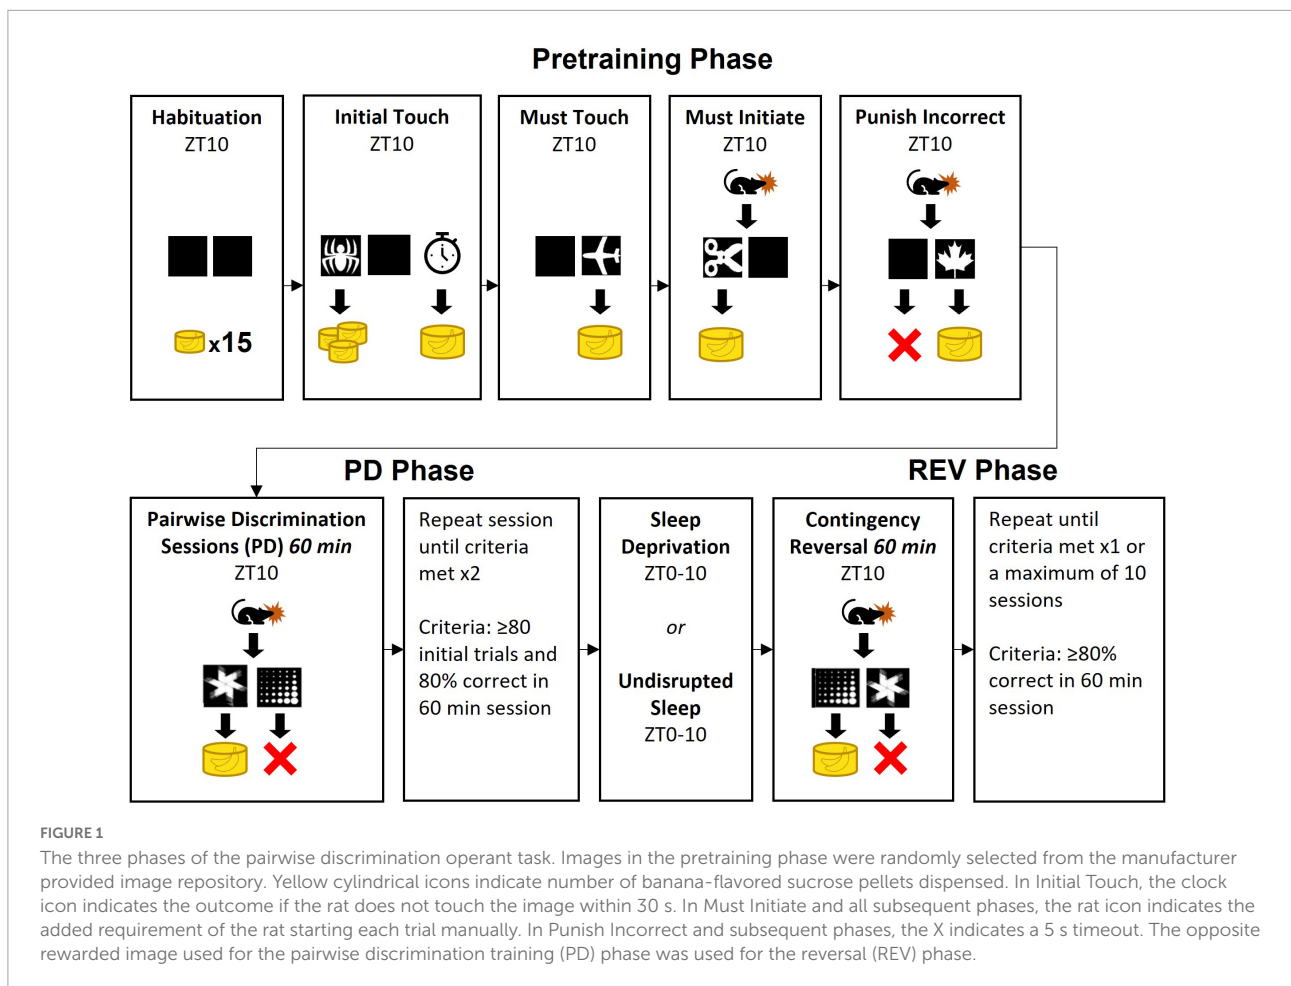 Pretraining Phase
Habituation
ZT10
x15
Initial Touch
ZT10
Must Touch
ZT10
Must Initiate
ZT10
Punish Incorrect
ZT10
PD Phase
REV Phase
Pairwise Discrimination
Sessions (PD) 60 min
ZT10
Repeat session
until criteria
met x2
Criteria: ≥80
initial trials and
80% correct in
60 min session
Sleep
Deprivation
ZT0-10
or
Undisrupted
Sleep
ZT0-10
Contingency
Reversal 60 min
ZT10
Repeat until
criteria met x1 or
a maximum of 10
sessions
Criteria: ≥80%
correct in 60 min
session
FIGURE 1
The three phases of the pairwise discrimination operant task. Images in the pretraining phase were randomly selected from the manufacturer
provided image repository. Yellow cylindrical icons indicate number of banana-flavored sucrose pellets dispensed. In Initial Touch, the clock
icon indicates the outcome if the rat does not touch the image within 30 s. In Must Initiate and all subsequent phases, the rat icon indicates the
added requirement of the rat starting each trial manually. In Punish Incorrect and subsequent phases, the X indicates a 5 s timeout. The opposite
rewarded image used for the pairwise discrimination training (PD) phase was used for the reversal (REV) phase.